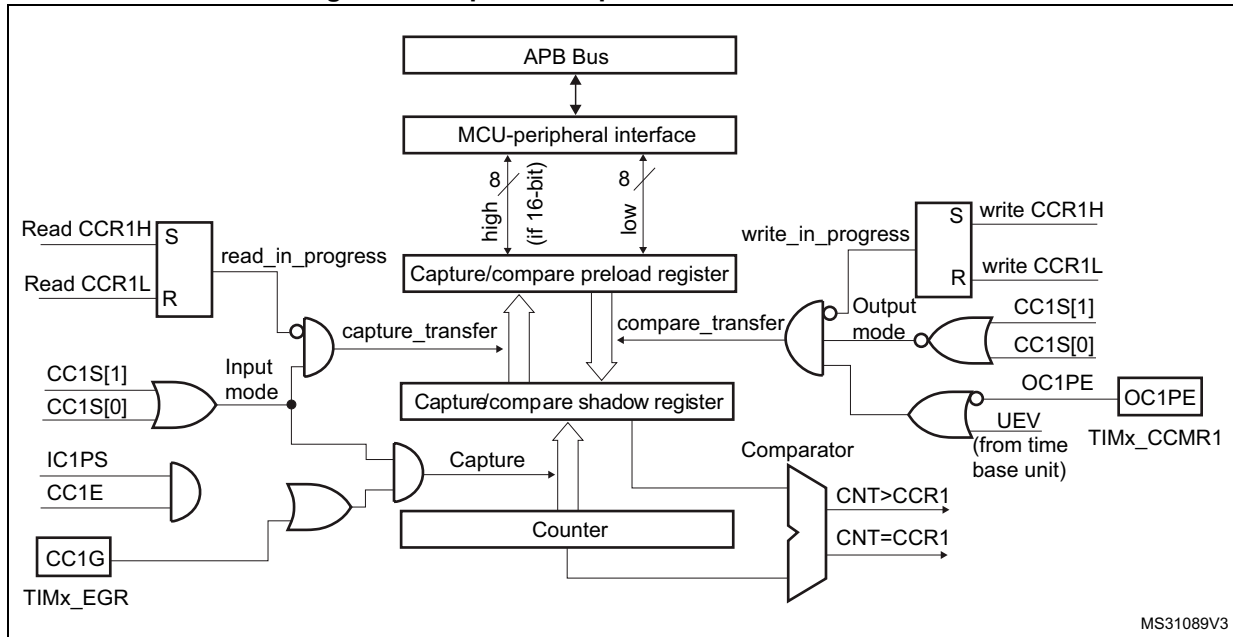 APB Bus
MCU-peripheral interface
8
8
high
(if 16-bit)
low
Read CCR1H
S
read_in_progress
Read CCR1L
R
write_in_progress
S
write CCR1H
R
write CCR1L
Capture/compare preload register
capture_transfer
compare_transfer
Output
mode
CC1S[1]
CC1S[0]
CC1S[1]
CC1S[0]
Input
mode
Capture/compare shadow register
OC1PE
OC1PE
UEV
(from time
base unit)
TIMx_CCMR1
IC1PS
CC1E
Capture
Comparator
CNT>CCR1
Counter
CNT=CCR1
CC1G
TIMx_EGR
MS31089V3